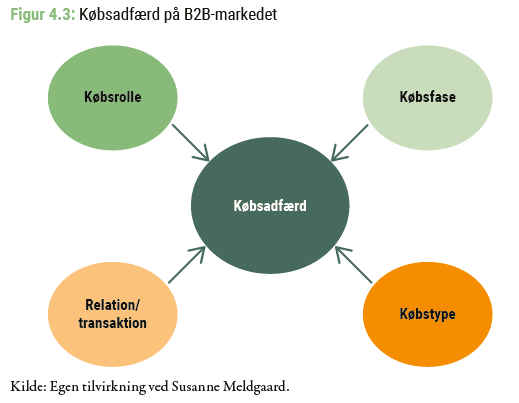 Figur 4.3: Købsadfærd på B2B-markedet
Købsrolle
Købsfase
Købsadfærd
Relation/
transaktion
Købstype
Kilde: Egen tilvirkning ved Susanne Meldgaard.